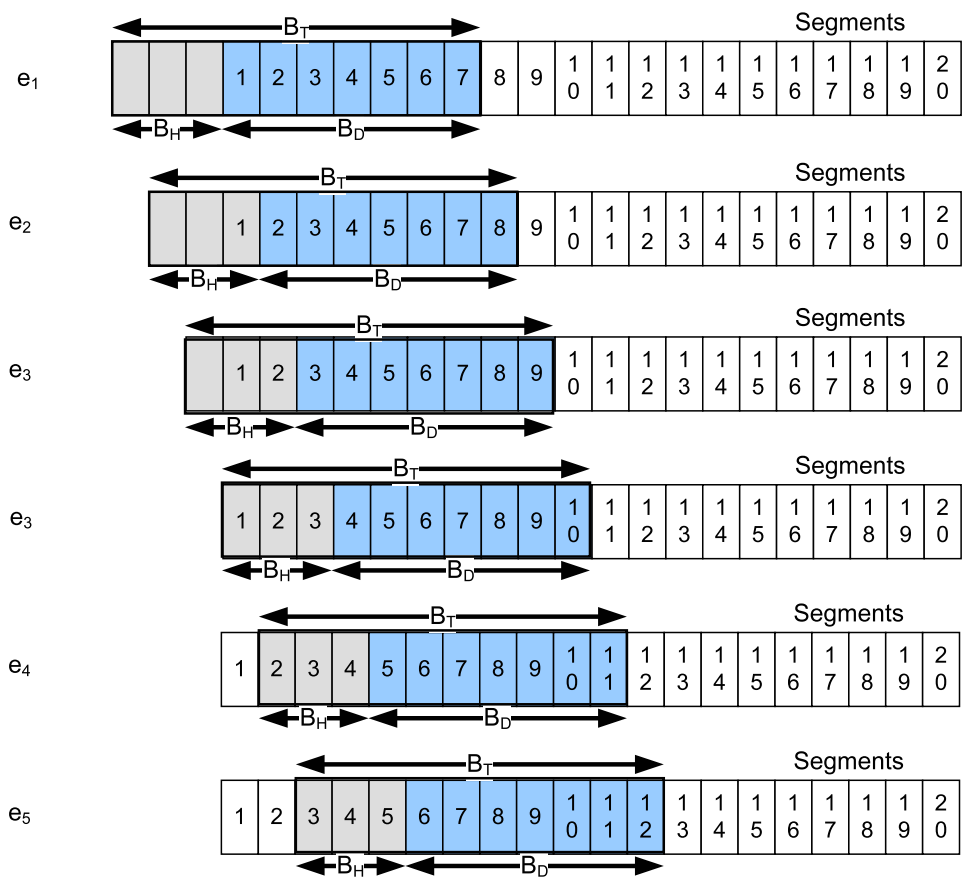 Segments
B_T
e_1 1 2 3 4 5 6 7 8 9 10 11 12 13 14 15 16 17 18 19 20
B_H B_D
Segments
B_T
e_2 1 2 3 4 5 6 7 8 9 10 11 12 13 14 15 16 17 18 19 20
B_H B_D
Segments
B_T
e_3 1 2 3 4 5 6 7 8 9 10 11 12 13 14 15 16 17 18 19 20
B_H B_D
Segments
B_T
e_3 1 2 3 4 5 6 7 8 9 10 11 12 13 14 15 16 17 18 19 20
B_H B_D
Segments
B_T
e_4 1 2 3 4 5 6 7 8 9 10 11 12 13 14 15 16 17 18 19 20
B_H B_D
Segments
B_T
e_5 1 2 3 4 5 6 7 8 9 10 11 12 13 14 15 16 17 18 19 20
B_H B_D